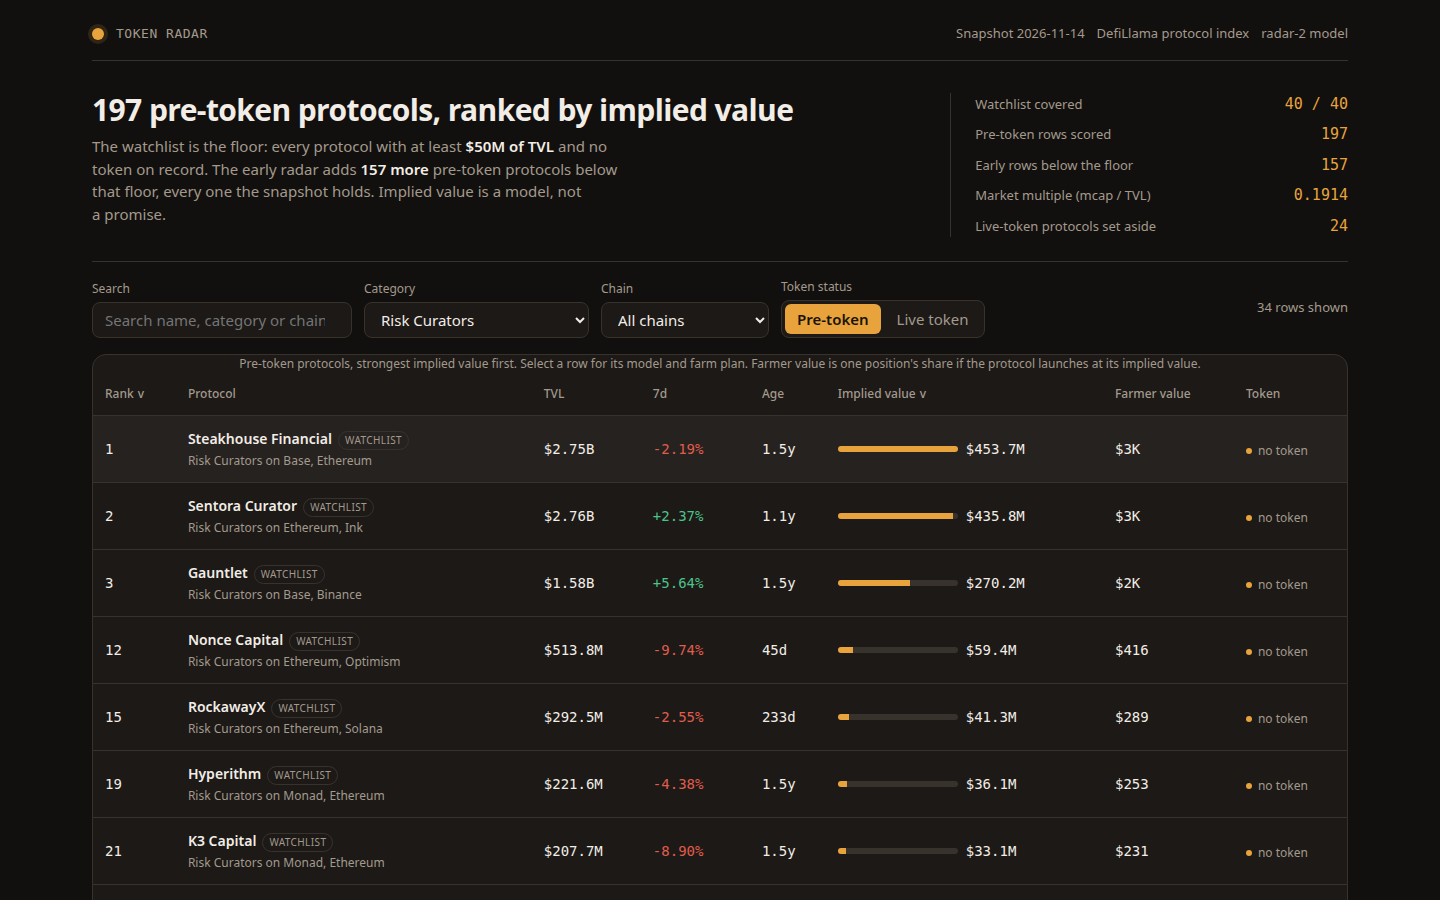 TOKEN RADAR
Snapshot 2026-11-14 DefiLlama protocol index radar-2 model
197 pre-token protocols, ranked by implied value
The watchlist is the floor: every protocol with at least $50M of TVL and no
token on record. The early radar adds 157 more pre-token protocols below
that floor, every one the snapshot holds. Implied value is a model, not
a promise.
Watchlist covered 40 / 40
Pre-token rows scored 197
Early rows below the floor 157
Market multiple (mcap / TVL) 0.1914
Live-token protocols set aside 24
Search Category Chain Token status
Search name, category or chain Risk Curators All chains Pre-token Live token 34 rows shown
Pre-token protocols, strongest implied value first. Select a row for its model and farm plan. Farmer value is one position's share if the protocol launches at its implied value.
Rank v Protocol TVL 7d Age Implied value v Farmer value Token
1 Steakhouse Financial WATCHLIST $2.75B -2.19% 1.5y $453.7M $3K no token
Risk Curators on Base, Ethereum
2 Sentora Curator WATCHLIST $2.76B +2.37% 1.1y $435.8M $3K no token
Risk Curators on Ethereum, Ink
3 Gauntlet WATCHLIST $1.58B +5.64% 1.5y $270.2M $2K no token
Risk Curators on Base, Binance
12 Nonce Capital WATCHLIST $513.8M -9.74% 45d $59.4M $416 no token
Risk Curators on Ethereum, Optimism
15 RockawayX WATCHLIST $292.5M -2.55% 233d $41.3M $289 no token
Risk Curators on Ethereum, Solana
19 Hyperithm WATCHLIST $221.6M -4.38% 1.5y $36.1M $253 no token
Risk Curators on Monad, Ethereum
21 K3 Capital WATCHLIST $207.7M -8.90% 1.5y $33.1M $231 no token
Risk Curators on Monad, Ethereum